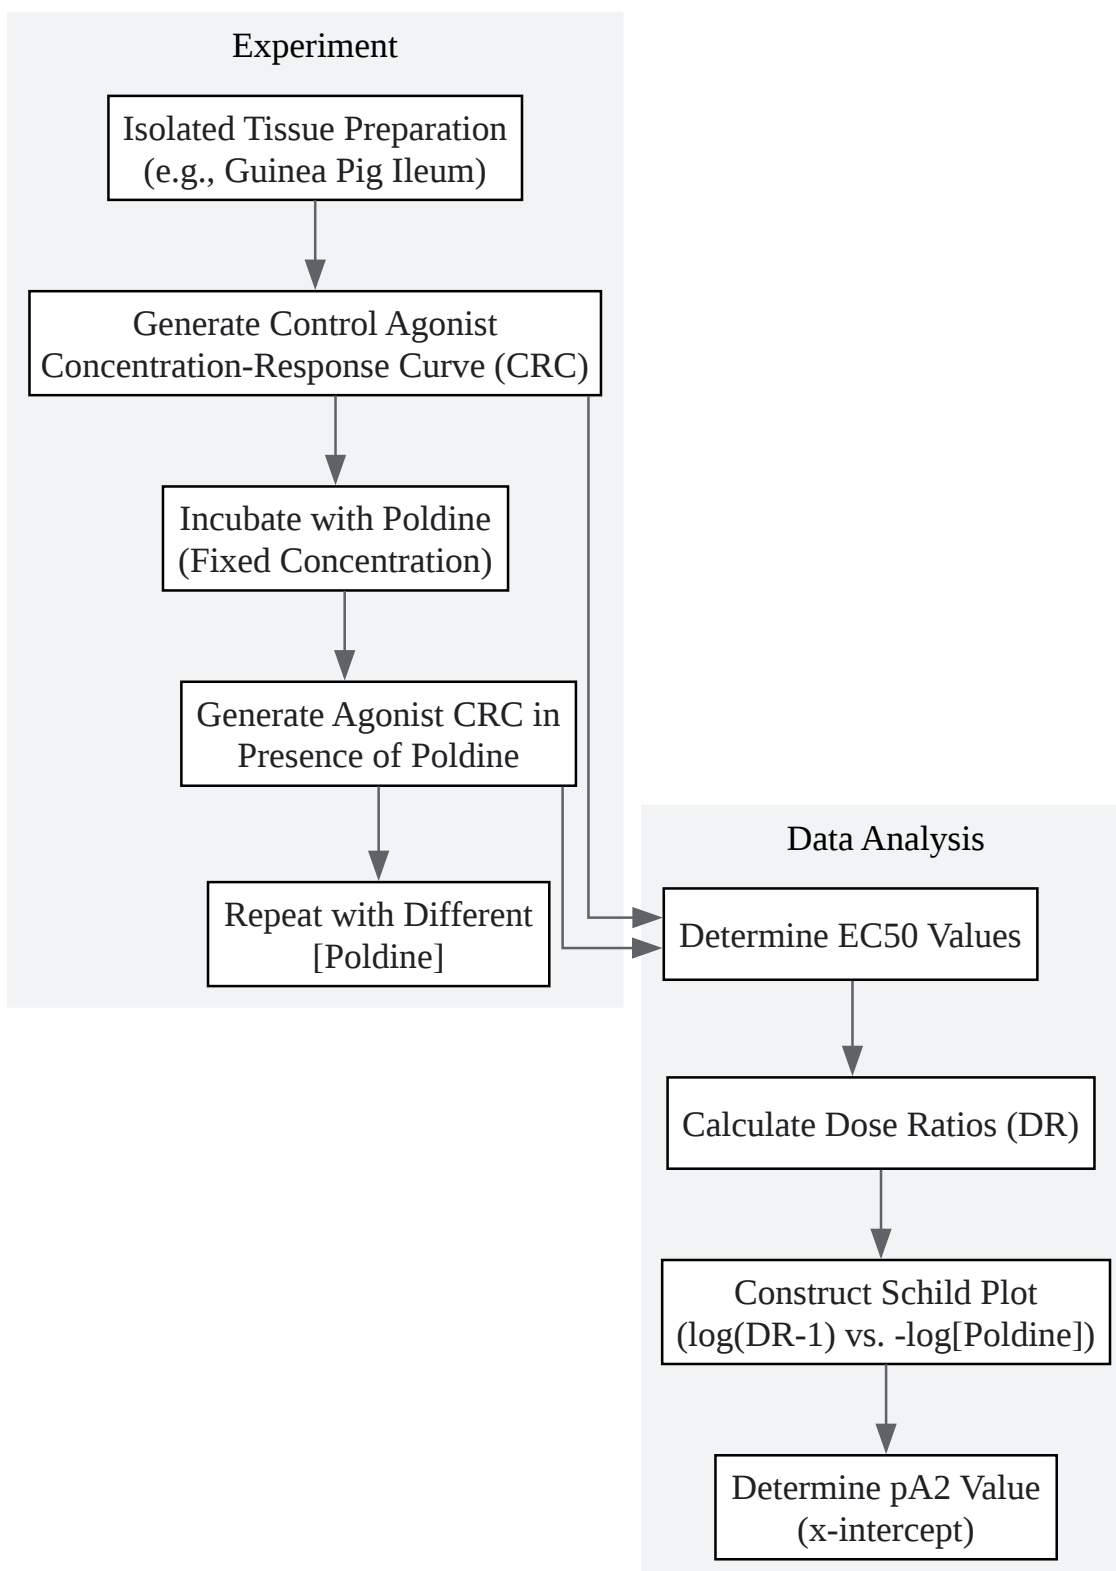 Experiment
Isolated Tissue Preparation
(e.g., Guinea Pig Ileum)
Generate Control Agonist
Concentration-Response Curve (CRC)
Incubate with Poldine
(Fixed Concentration)
Generate Agonist CRC in
Presence of Poldine
Repeat with Different
[Poldine]
Data Analysis
Determine EC50 Values
Calculate Dose Ratios (DR)
Construct Schild Plot
(log(DR-1) vs. -log[Poldine])
Determine pA2 Value
(x-intercept)